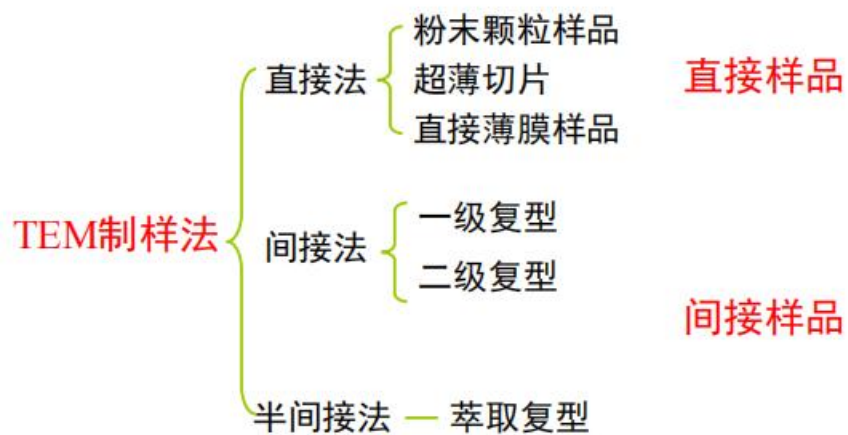 粉末颗粒样品
直接法
超薄切片
直接样品
直接薄膜样品
TEM制样法
一级复型
间接法
二级复型
间接样品
半间接法 — 萃取复型